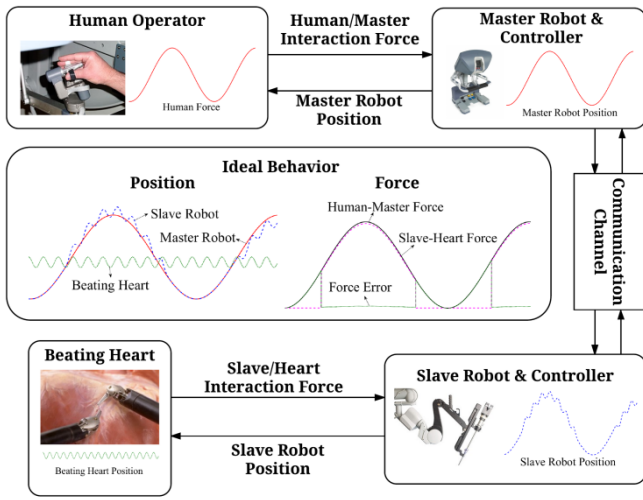 Human Operator
Human Force
Human/Master
Interaction Force
Master Robot
Position
Master Robot &
Controller
Master Robot Position
Communication
Channel
Ideal Behavior
Position
Slave Robot
Master Robot
Beating Heart
Force
Human-Master Force
Slave-Heart Force
Force Error
Beating Heart
Beating Heart Position
Slave/Heart
Interaction Force
Slave Robot
Position
Slave Robot & Controller
Slave Robot Position